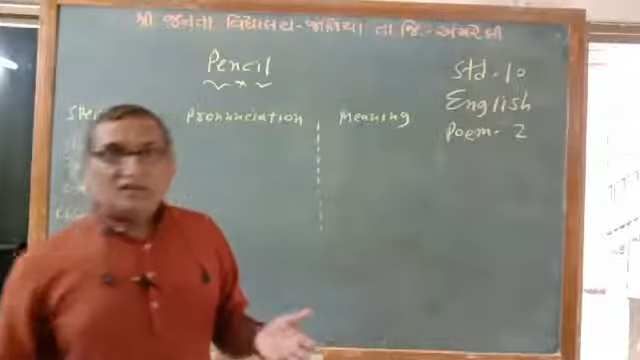 શ્રી જનતા વિદ્યાલય-જાળિયા તા જિ.- અમરેલી
Pencil
Std - 10
English
Poem - 2
Pronunciation
Meaning